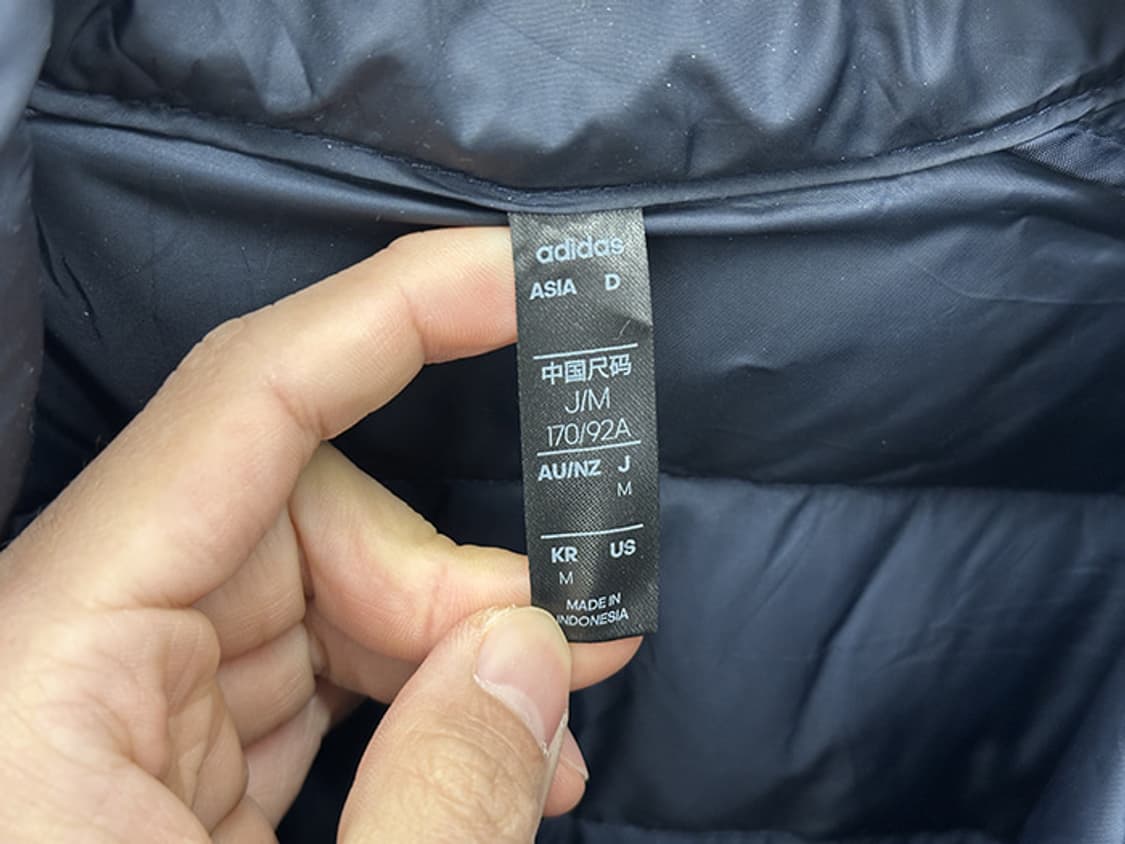 adidas
ASIA D
中国尺码
J/M
170/92A
AU/NZ J
M
KR US
M
MADE IN
INDONESIA